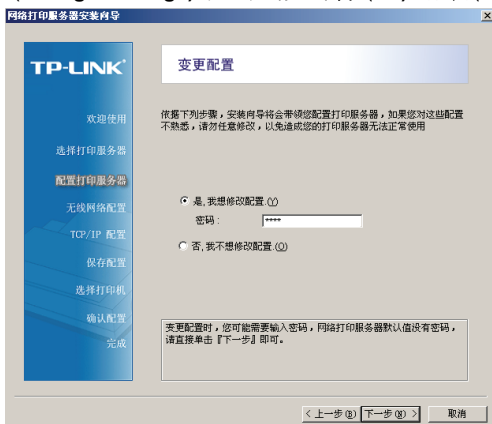 网络打印服务器安装向导
TP-LINK
变更配置
欢迎使用
选择打印服务器
配置打印服务器
无线网络配置
TCP/IP 配置
保存配置
选择打印机
确认配置
完成
依据下列步骤，安装向导将会带领您配置打印服务器，如果您对这些配置
不熟悉，请勿任意修改，以免造成您的打印服务器无法正常使用
是,我想修改配置.(Y)
密码：
****
否,我不想修改配置.(O)
变更配置时，您可能需要输入密码，网络打印服务器默认值没有密码，
请直接单击『下一步』即可。
< 上一步(B) 下一步(N) > 取消